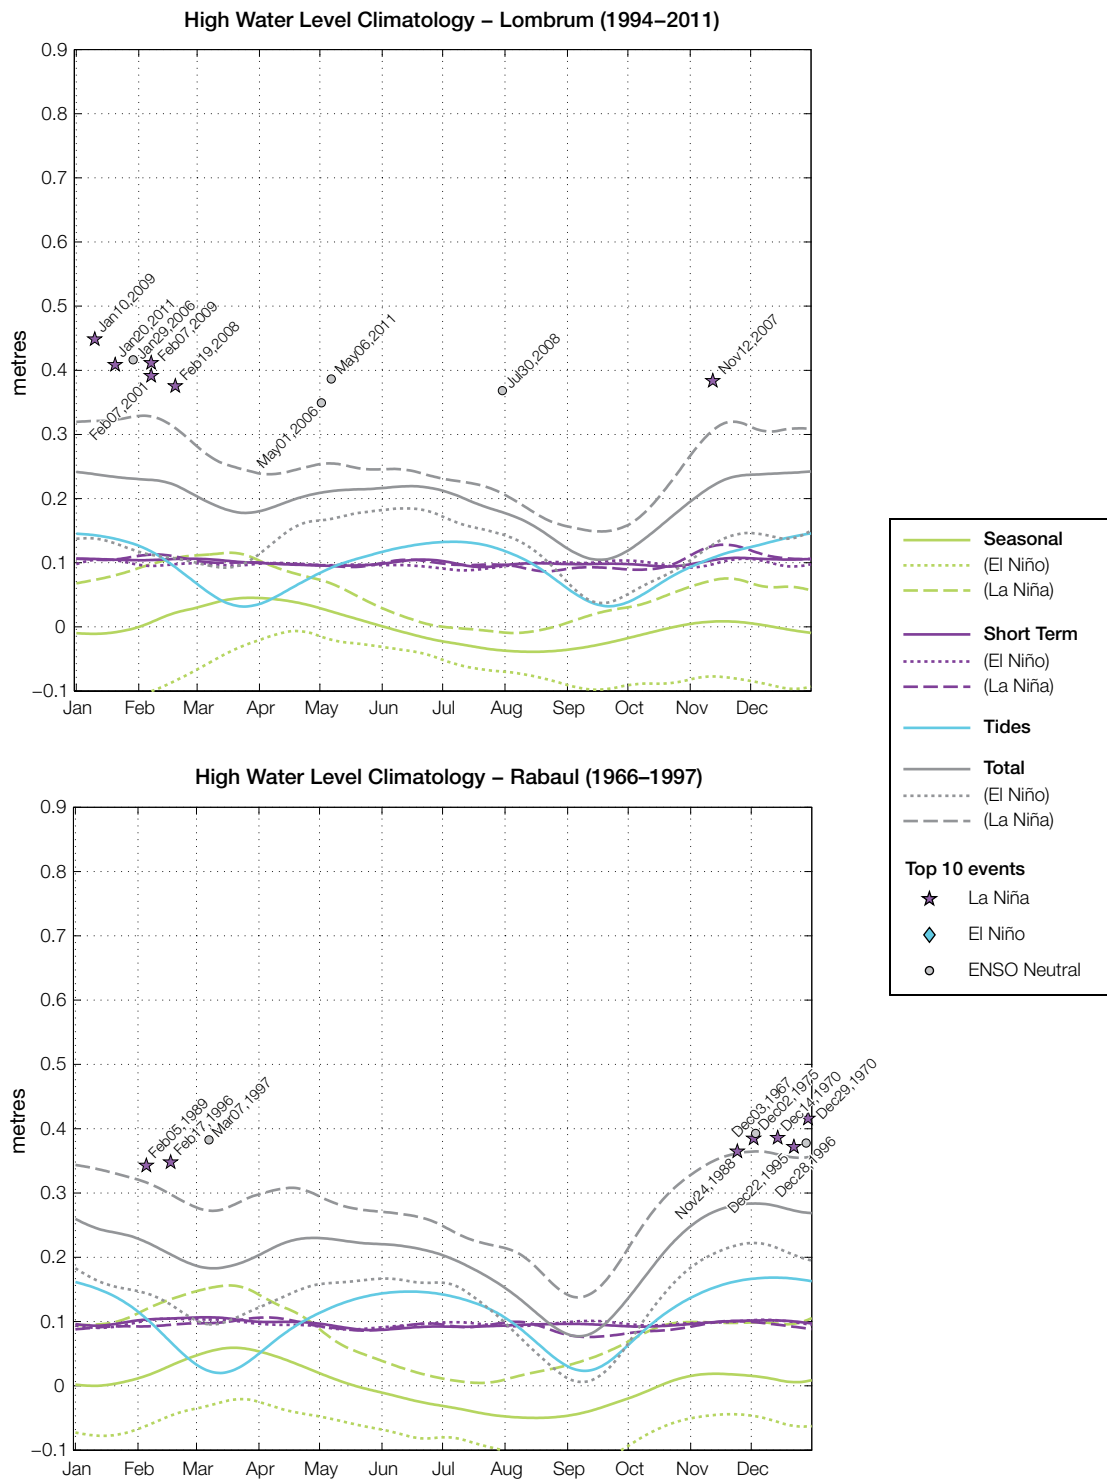 High Water Level Climatology – Lombrum (1994–2011)
0.9
0.8
0.7
0.6
0.5
0.4
0.3
0.2
0.1
0
–0.1
metres
Jan10,2009
Jan20,2011
Jan29,2006
Feb07,2009
Feb07,2001
Feb19,2008
May01,2006
May06,2011
Jul30,2008
Nov12,2007
Jan Feb Mar Apr May Jun Jul Aug Sep Oct Nov Dec
High Water Level Climatology – Rabaul (1966–1997)
0.9
0.8
0.7
0.6
0.5
0.4
0.3
0.2
0.1
0
–0.1
metres
Feb05,1989
Feb17,1996
Mar07,1997
Nov24,1988
Dec03,1967
Dec02,1975
Dec14,1970
Dec22,1995
Dec28,1996
Dec29,1970
Jan Feb Mar Apr May Jun Jul Aug Sep Oct Nov Dec
Seasonal
(El Niño)
(La Niña)
Short Term
(El Niño)
(La Niña)
Tides
Total
(El Niño)
(La Niña)
Top 10 events
La Niña
El Niño
ENSO Neutral